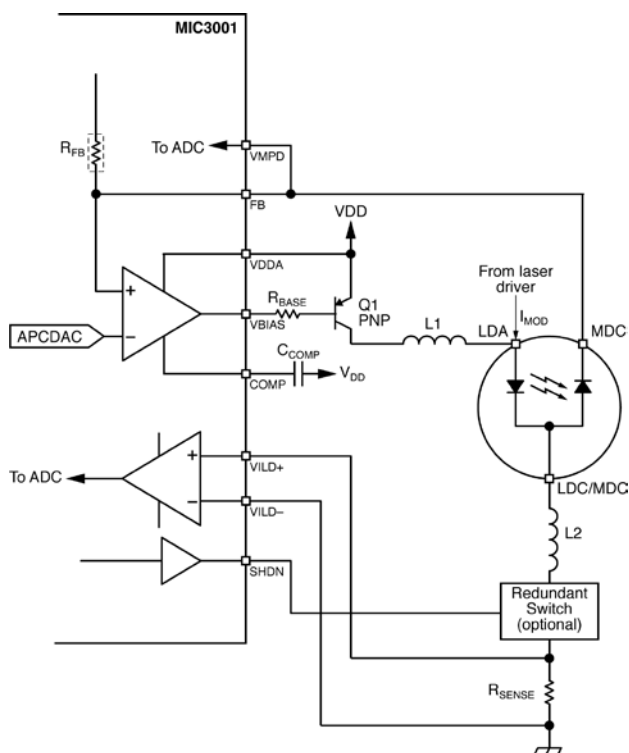 MIC3001
RFB
To ADC
VMPD
FB
VDD
VDDA
From laser
driver
Q1
PNP
RBASE
IMOD
L1
LDA
MDC
+
−
APCDAC
VBIAS
CCOMP
VDD
COMP
+
−
To ADC
VILD+
VILD–
LDC/MDC
L2
SHDN
Redundant
Switch
(optional)
RSENSE